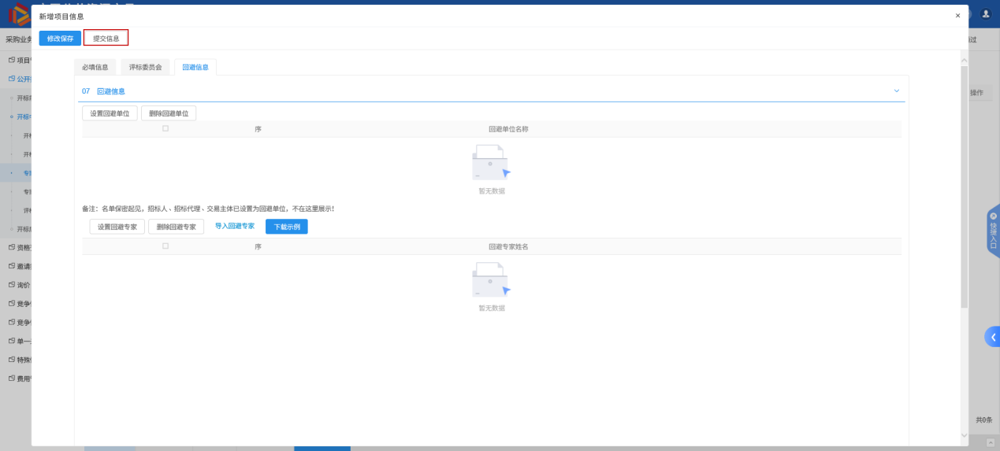 新增项目信息
×
采购业务
修改保存
提交信息
项目
必填信息
评标委员会
回避信息
公开
07 回避信息
操作
开标
设置回避单位
删除回避单位
开标
序
回避单位名称
开
开
专
专
暂无数据
评
备注：名单保密起见，招标人、招标代理、交易主体已设置为回避单位，不在这里展示!
开标
设置回避专家
删除回避专家
导入回避专家
下载示例
快捷入口
资格
序
回避专家姓名
邀请
询价
竞争
暂无数据
竞争
单一
特殊
费用
共0条